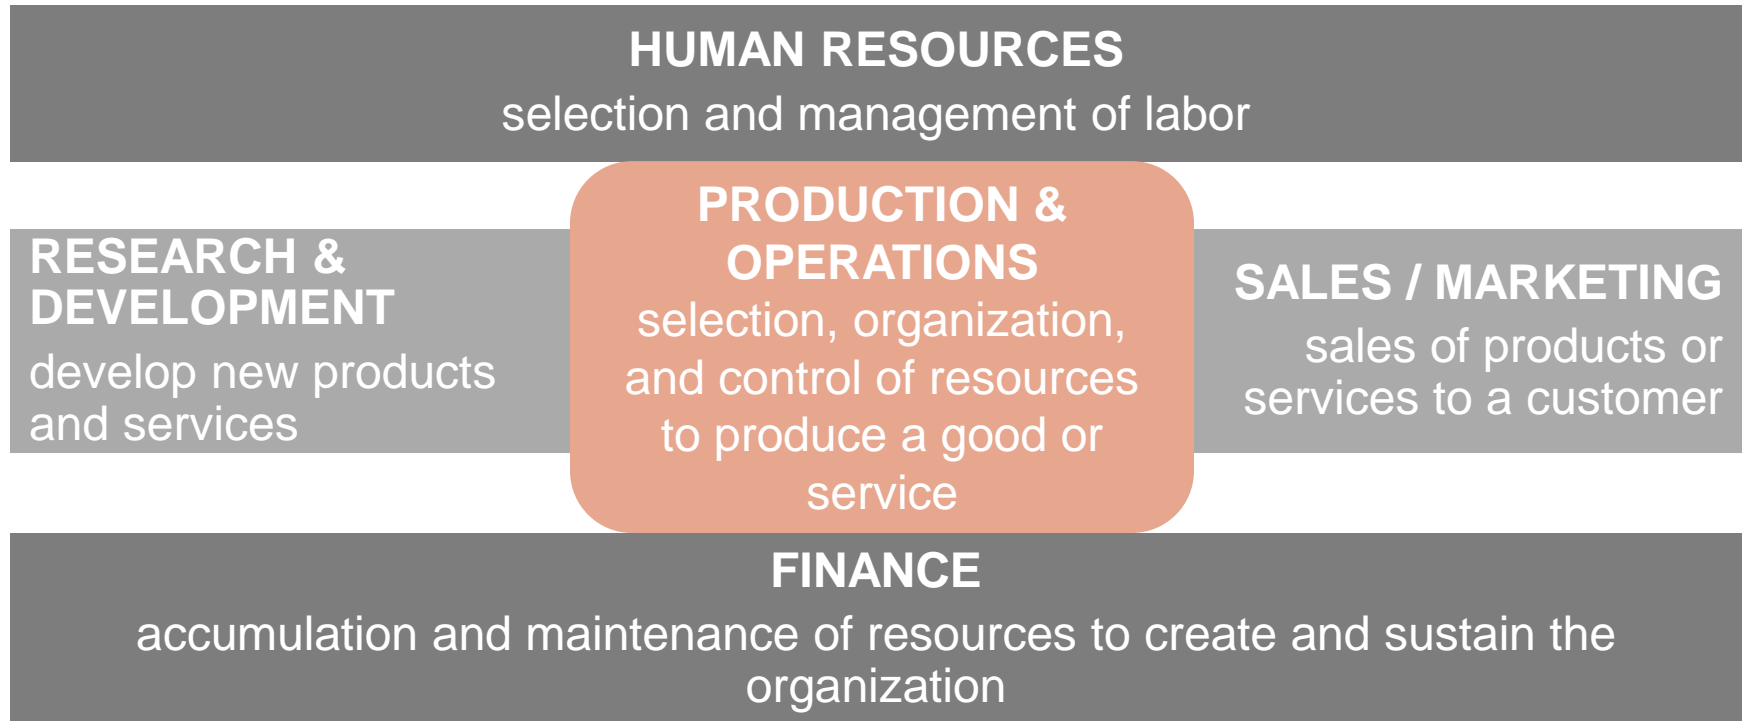 HUMAN RESOURCES
selection and management of labor
RESEARCH &
DEVELOPMENT
develop new products
and services
PRODUCTION &
OPERATIONS
selection, organization,
and control of resources
to produce a good or
service
SALES / MARKETING
sales of products or
services to a customer
FINANCE
accumulation and maintenance of resources to create and sustain the
organization